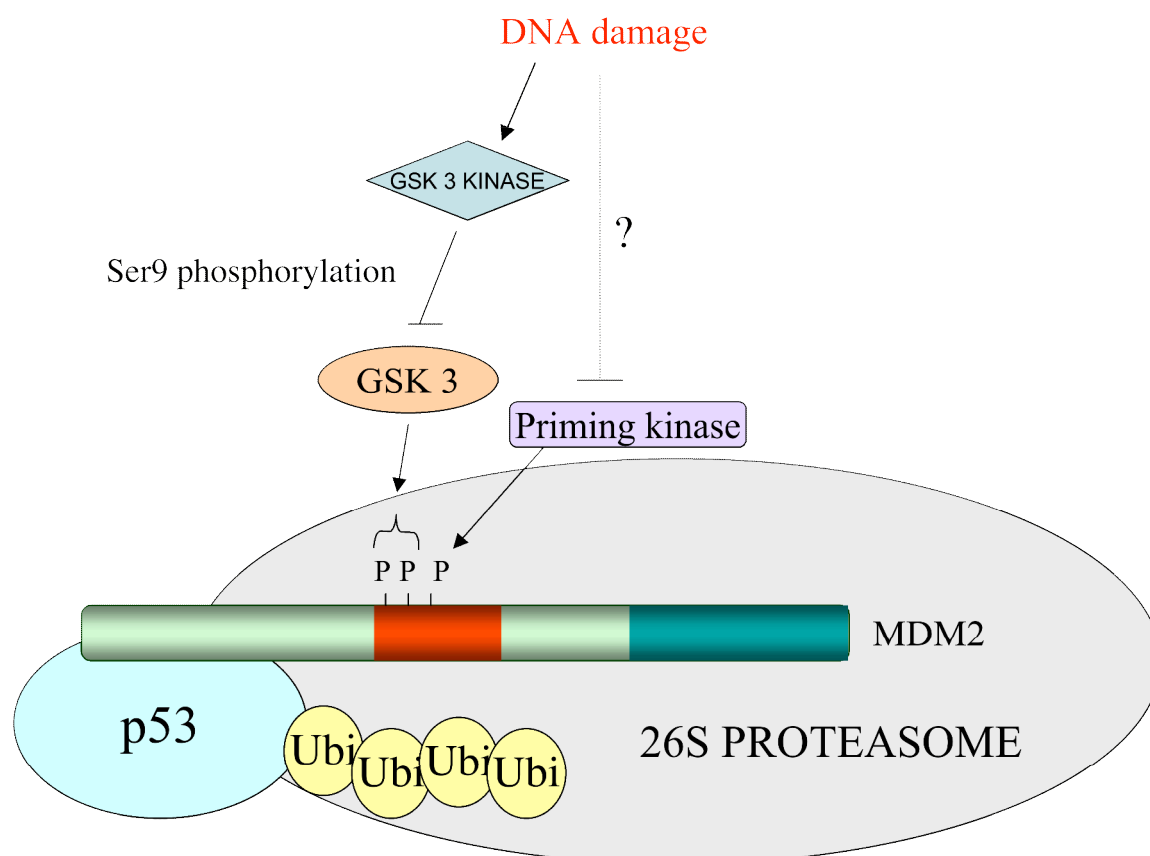 DNA damage
GSK 3 KINASE
?
Ser9 phosphorylation
GSK 3
Priming kinase
P P P
MDM2
p53
26S PROTEASOME
Ubi Ubi Ubi Ubi